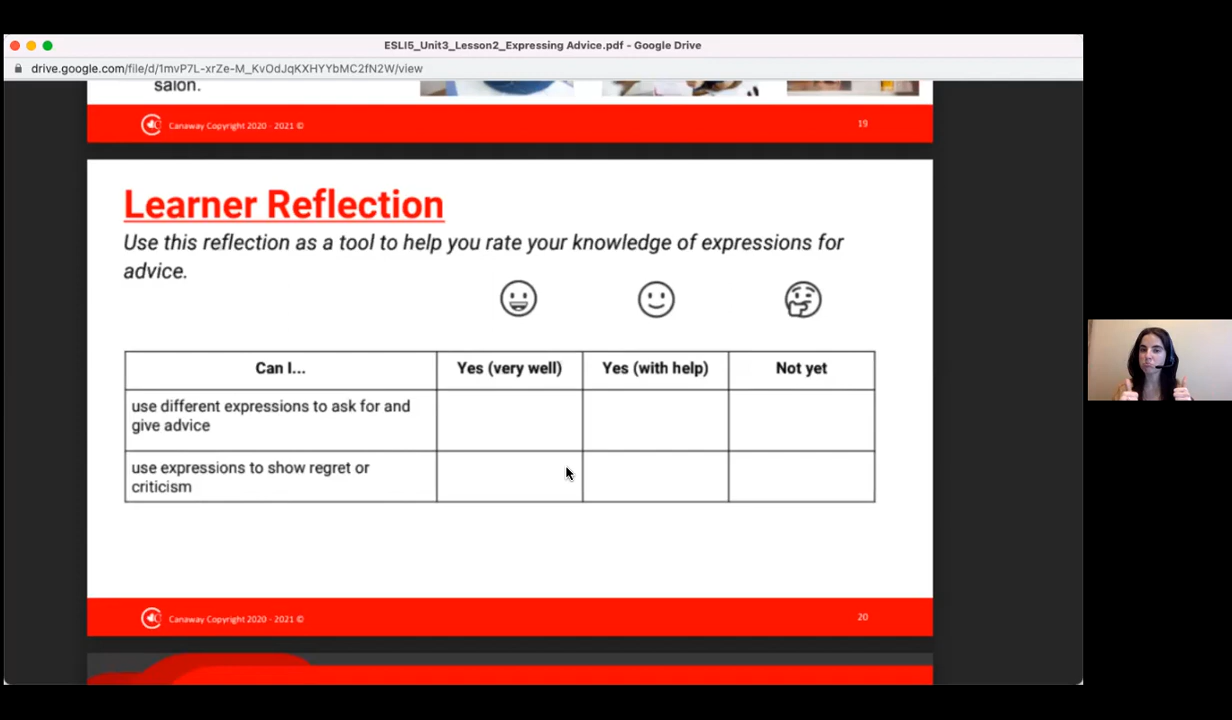 ESLI5_Unit3_Lesson2_Expressing Advice.pdf - Google Drive
drive.google.com/file/d/1mvP7L-xrZe-M_KvOdJqKXHYYbMC2fN2W/view
salon.
Canaway Copyright 2020 - 2021 ©
19
Learner Reflection
Use this reflection as a tool to help you rate your knowledge of expressions for
advice.
Can I...
Yes (very well)
Yes (with help)
Not yet
use different expressions to ask for and
give advice
use expressions to show regret or
criticism
Canaway Copyright 2020 - 2021 ©
20